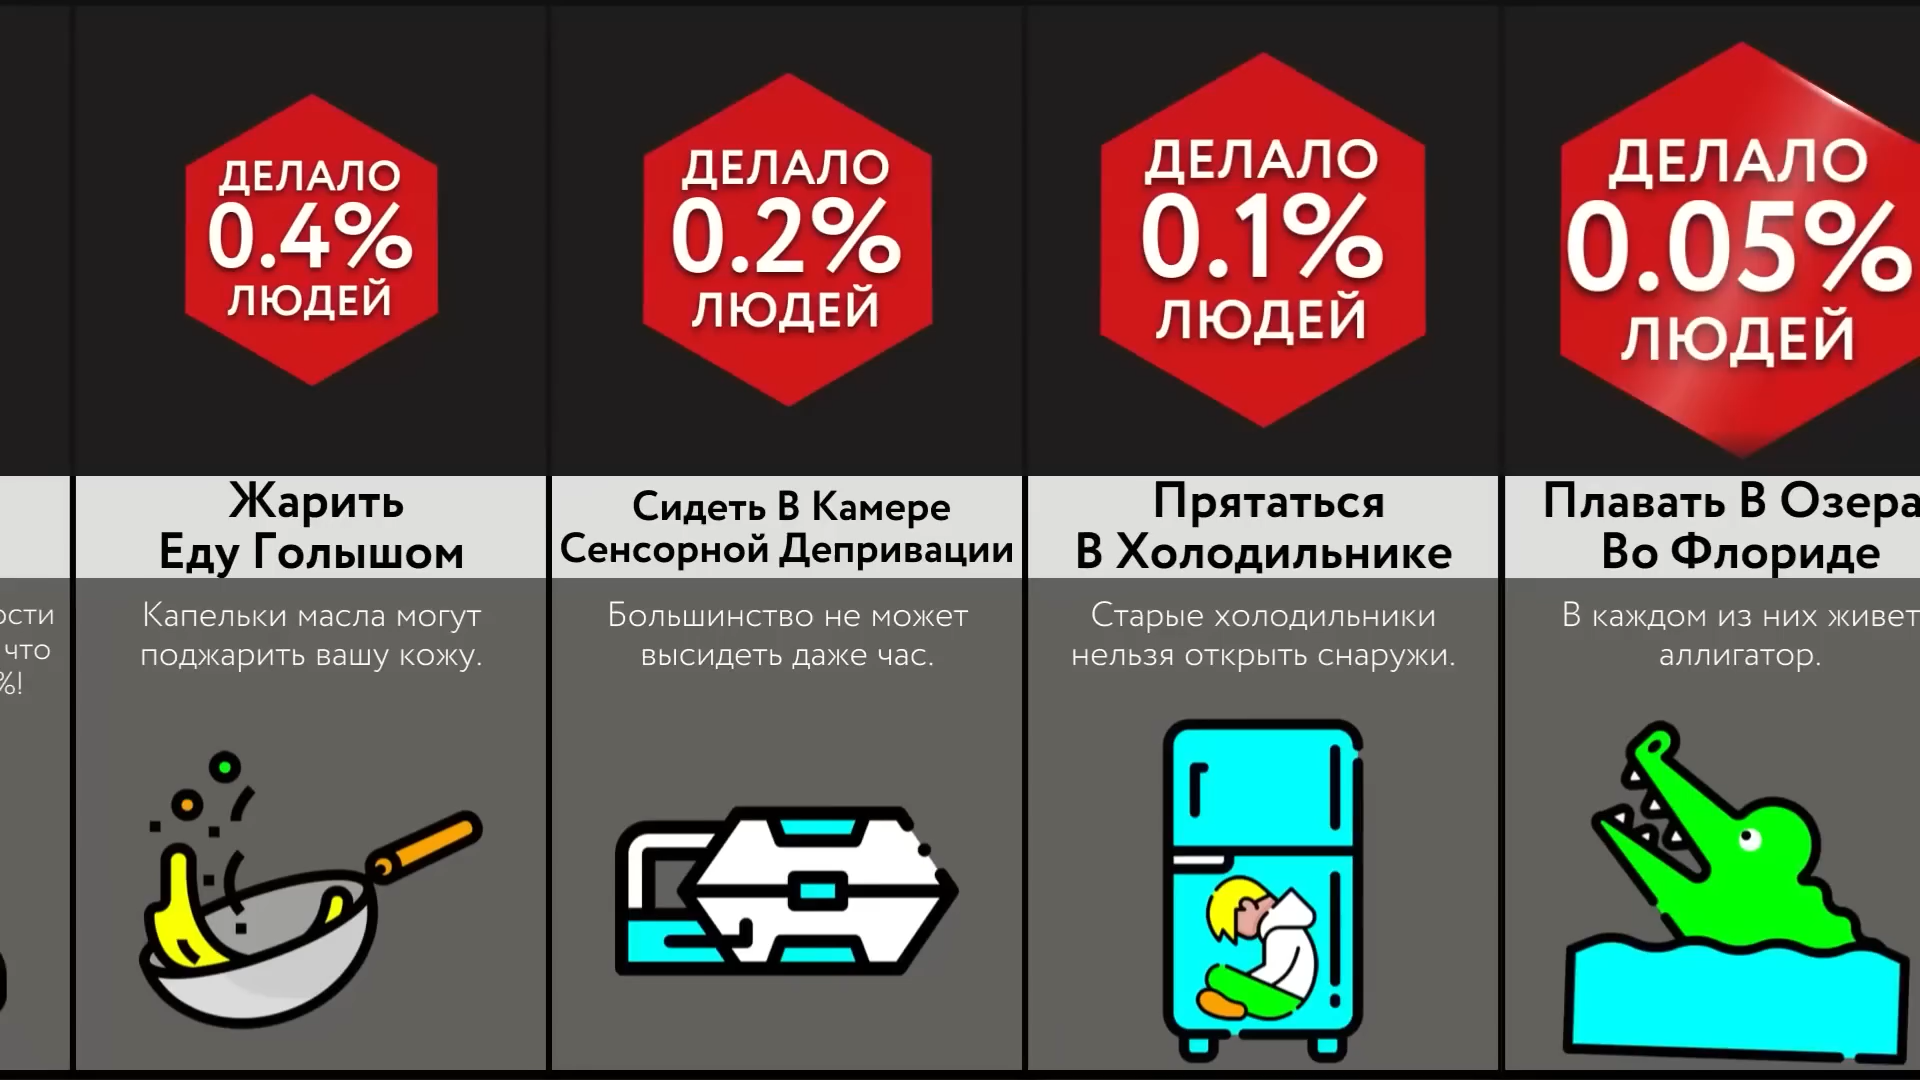 ости
что
%!
ДЕЛАЛО
0.4%
ЛЮДЕЙ
Жарить
Еду Голышом
Капельки масла могут
поджарить вашу кожу.
ДЕЛАЛО
0.2%
ЛЮДЕЙ
Сидеть В Камере
Сенсорной Депривации
Большинство не может
высидеть даже час.
ДЕЛАЛО
0.1%
ЛЮДЕЙ
Прятаться
В Холодильнике
Старые холодильники
нельзя открыть снаружи.
ДЕЛАЛО
0.05%
ЛЮДЕЙ
Плавать В Озера
Во Флориде
В каждом из них живет
аллигатор.